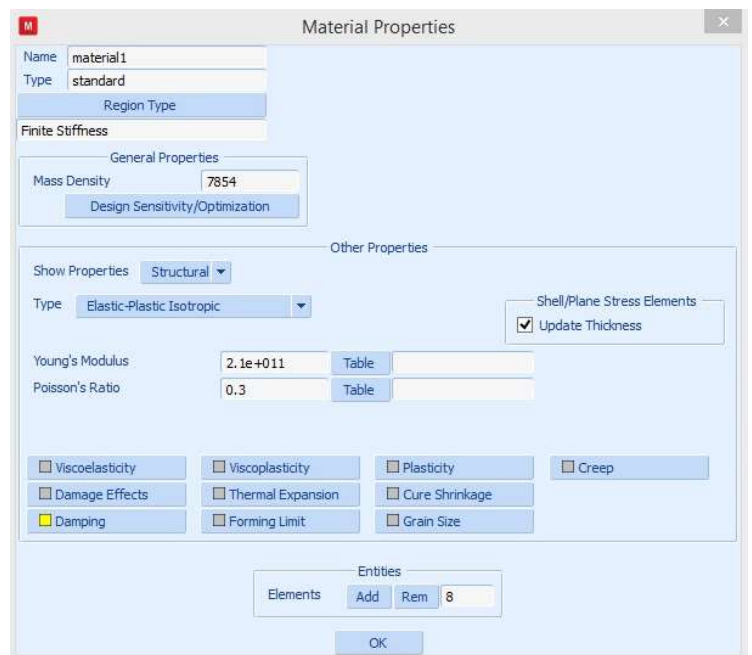 M Material Properties ×
Name material1
Type standard
Region Type
Finite Stiffness
General Properties
Mass Density 7854
Design Sensitivity/Optimization
Other Properties
Show Properties Structural
Type Elastic-Plastic Isotropic
Shell/Plane Stress Elements
Update Thickness
Young's Modulus 2.1e+011 Table
Poisson's Ratio 0.3 Table
Viscoelasticity Viscoplasticity Plasticity Creep
Damage Effects Thermal Expansion Cure Shrinkage
Damping Forming Limit Grain Size
Entities
Elements Add Rem 8
OK